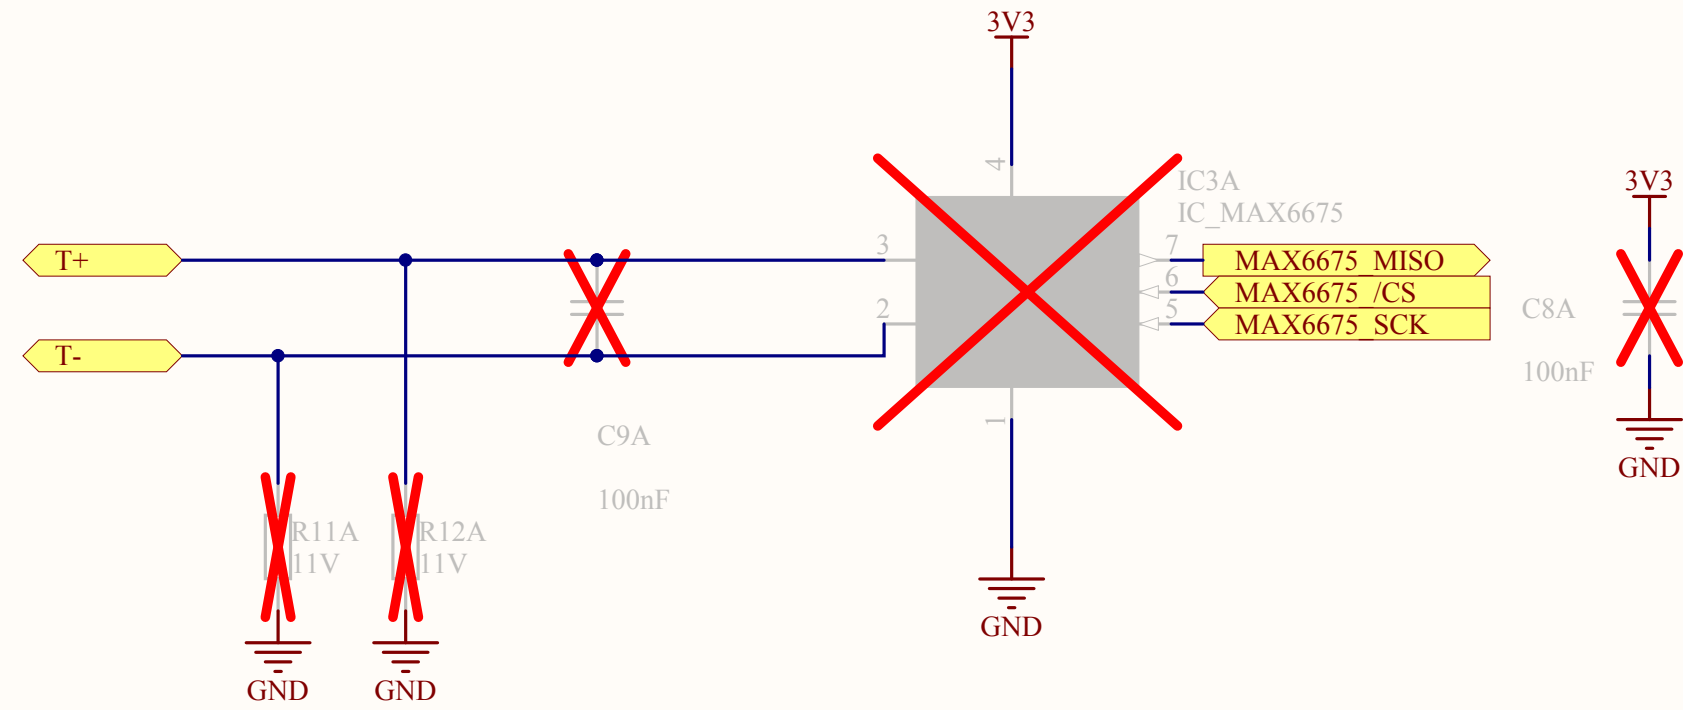 3V3
4
IC3A
IC_MAX6675
3V3
T+
3
7
MAX6675_MISO
6
MAX6675_/CS
2
5
MAX6675_SCK
C8A
100nF
T-
1
C9A
GND
100nF
R11A
11V
R12A
11V
GND
GND
GND